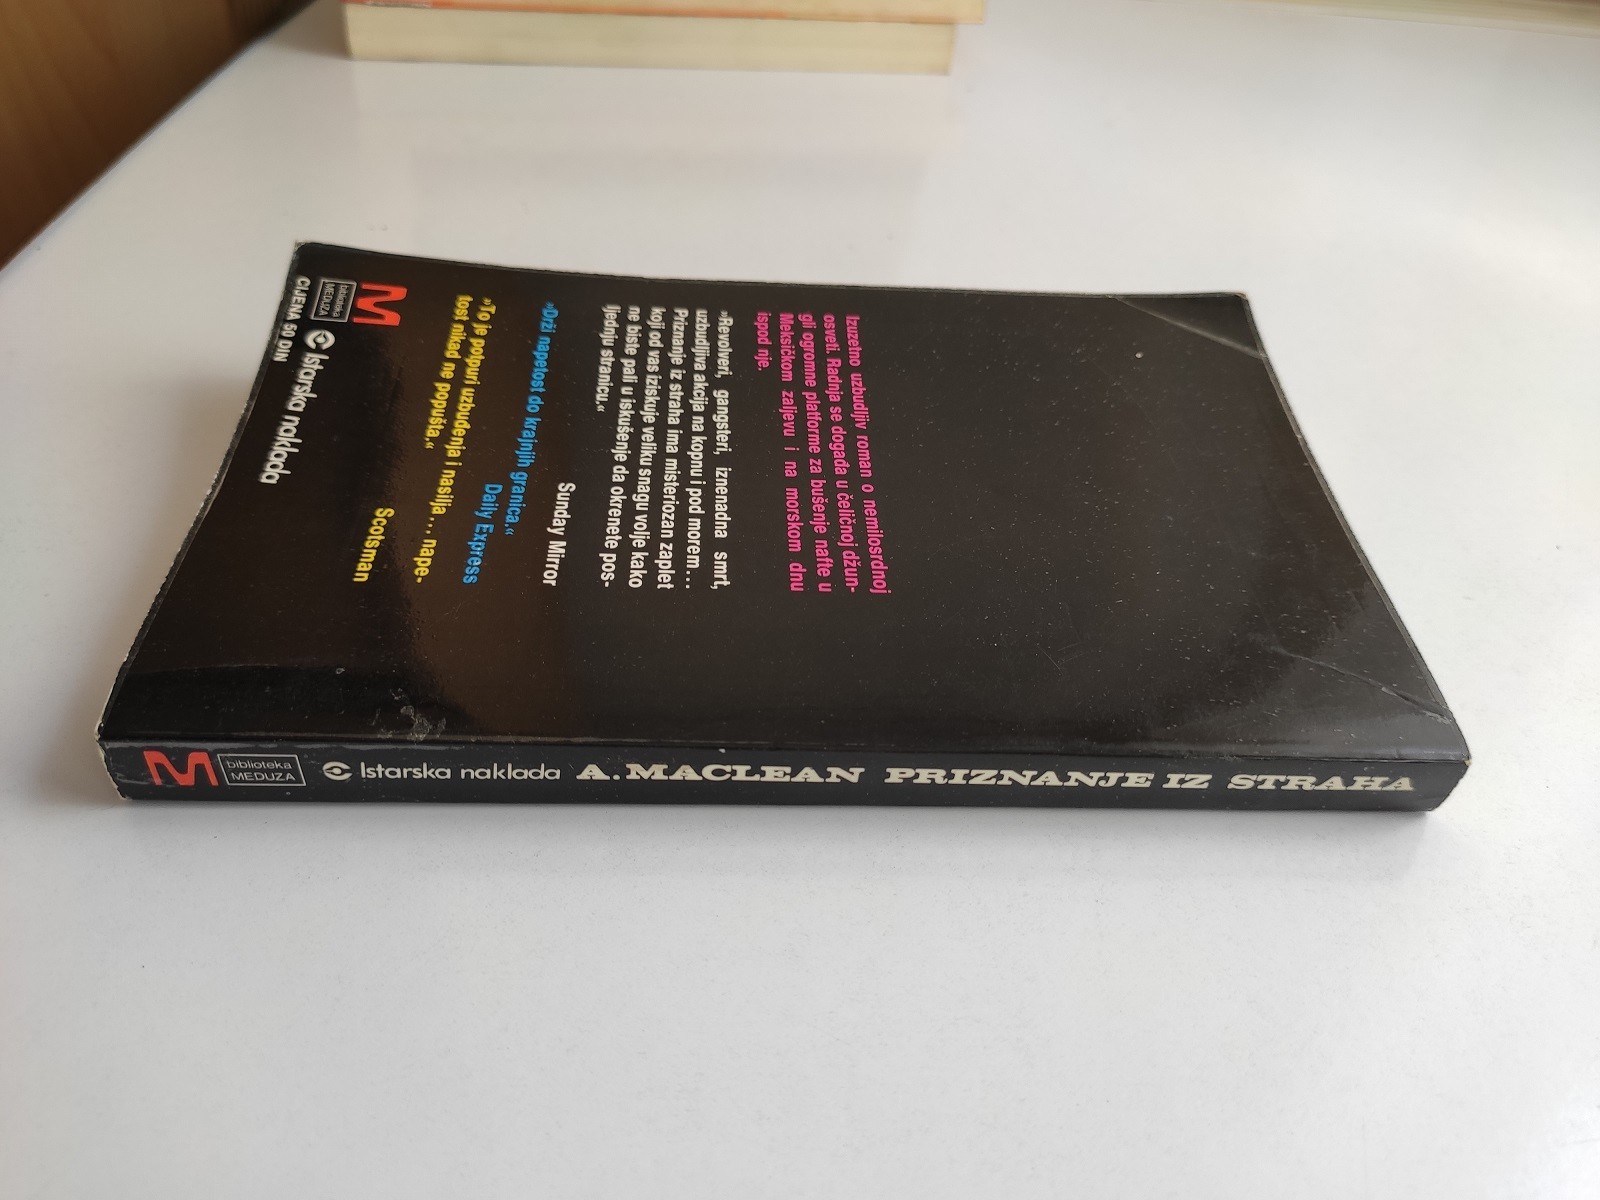 Izuzetno uzbudljiv roman o nemilosrdnoj
osveti. Radnja se događa u čeličnoj džun-
gli ogromne platforme za bušenje nafte u
Meksičkom zaljevu i na morskom dnu
ispod nje.
»Revolveri, gangsteri, iznenadna smrt,
uzbudljiva akcija na kopnu i pod morem...
Priznanje iz straha ima misteriozan zaplet
koji od vas iziskuje veliku snagu volje kako
ne biste pali u iskušenje da okrenete pos-
ljednju stranicu.«
Sunday Mirror
»Drži napetost do krajnjih granica.«
Daily Express
»To je potpuri uzbuđenja i nasilja... nape-
tost nikad ne popušta.«
Scotsman
M
biblioteka
MEDUZA
Istarska naklada
CIJENA 50 DIN
M
biblioteka
MEDUZA
Istarska naklada A. MACLEAN PRIZNANJE IZ STRAHA